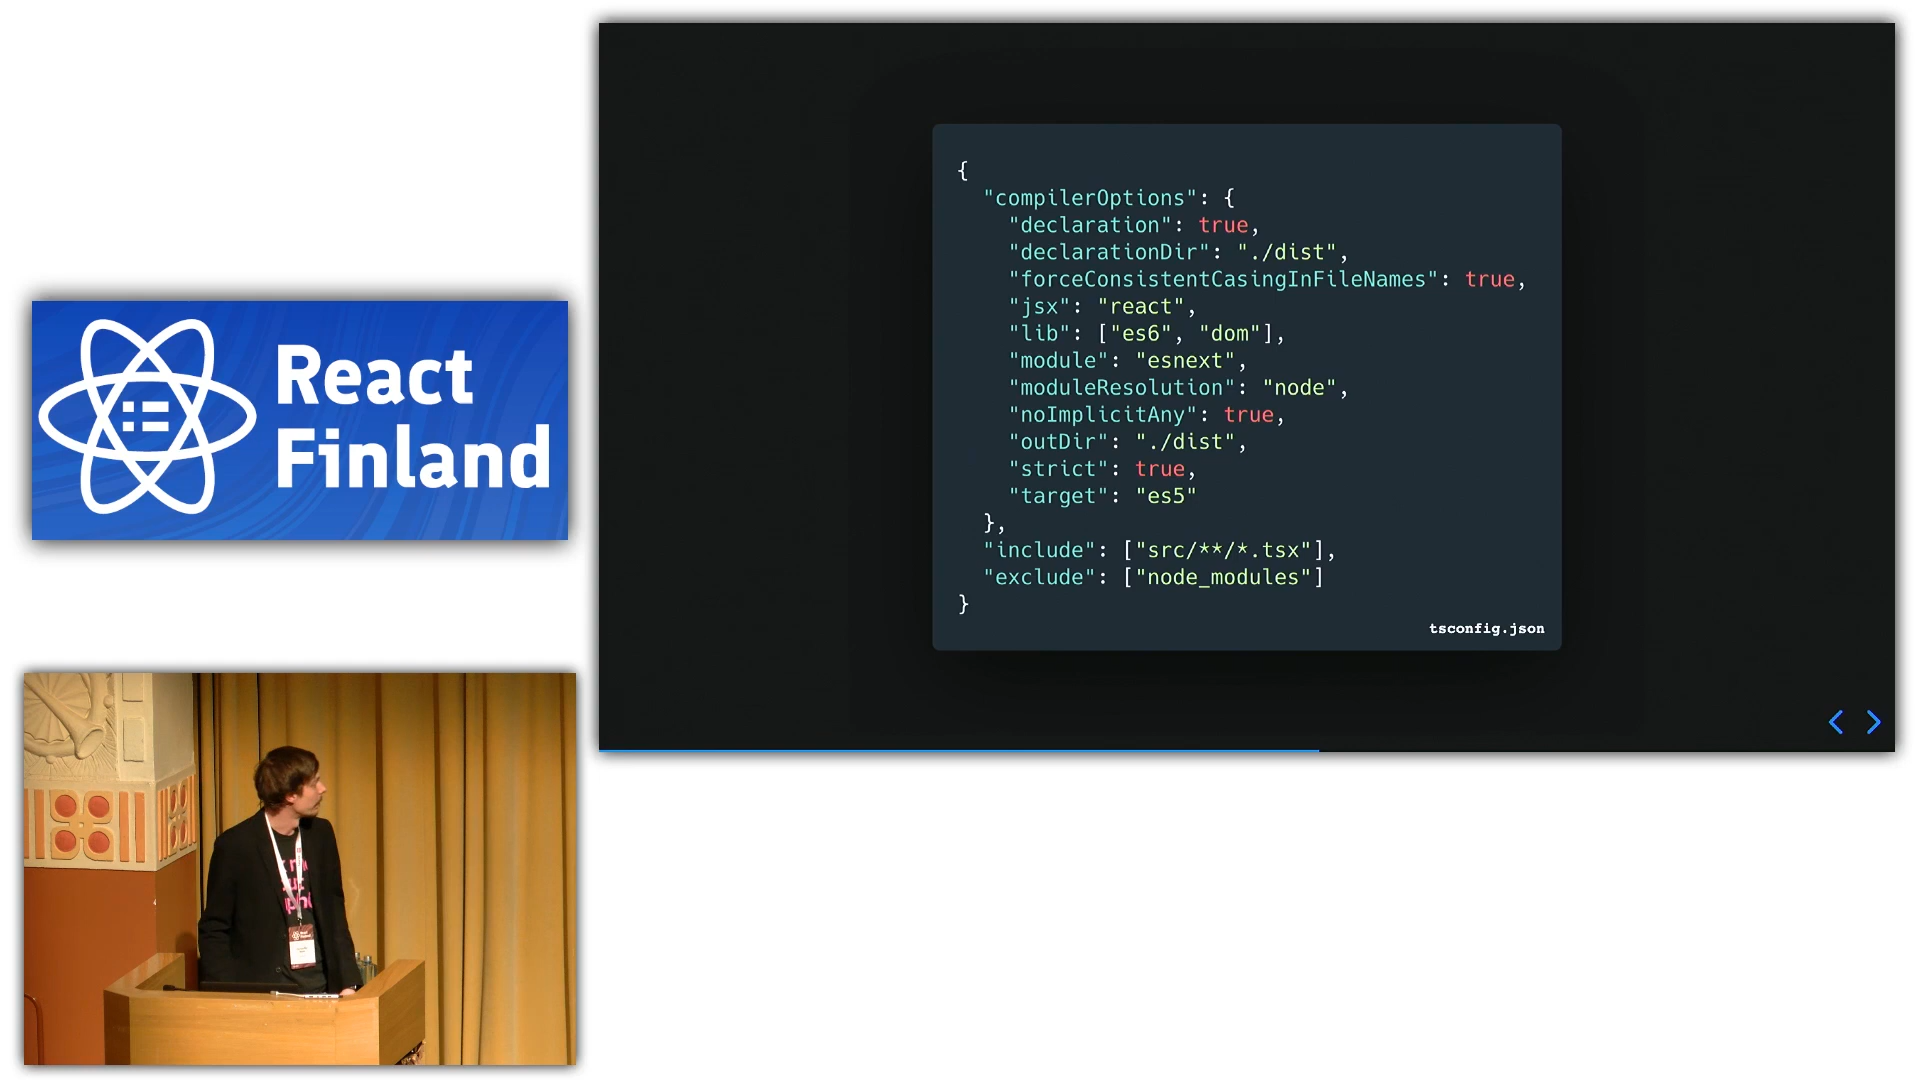 React
Finland
{
  "compilerOptions": {
    "declaration": true,
    "declarationDir": "./dist",
    "forceConsistentCasingInFileNames": true,
    "jsx": "react",
    "lib": ["es6", "dom"],
    "module": "esnext",
    "moduleResolution": "node",
    "noImplicitAny": true,
    "outDir": "./dist",
    "strict": true,
    "target": "es5"
  },
  "include": ["src/**/*.tsx"],
  "exclude": ["node_modules"]
}
tsconfig.json